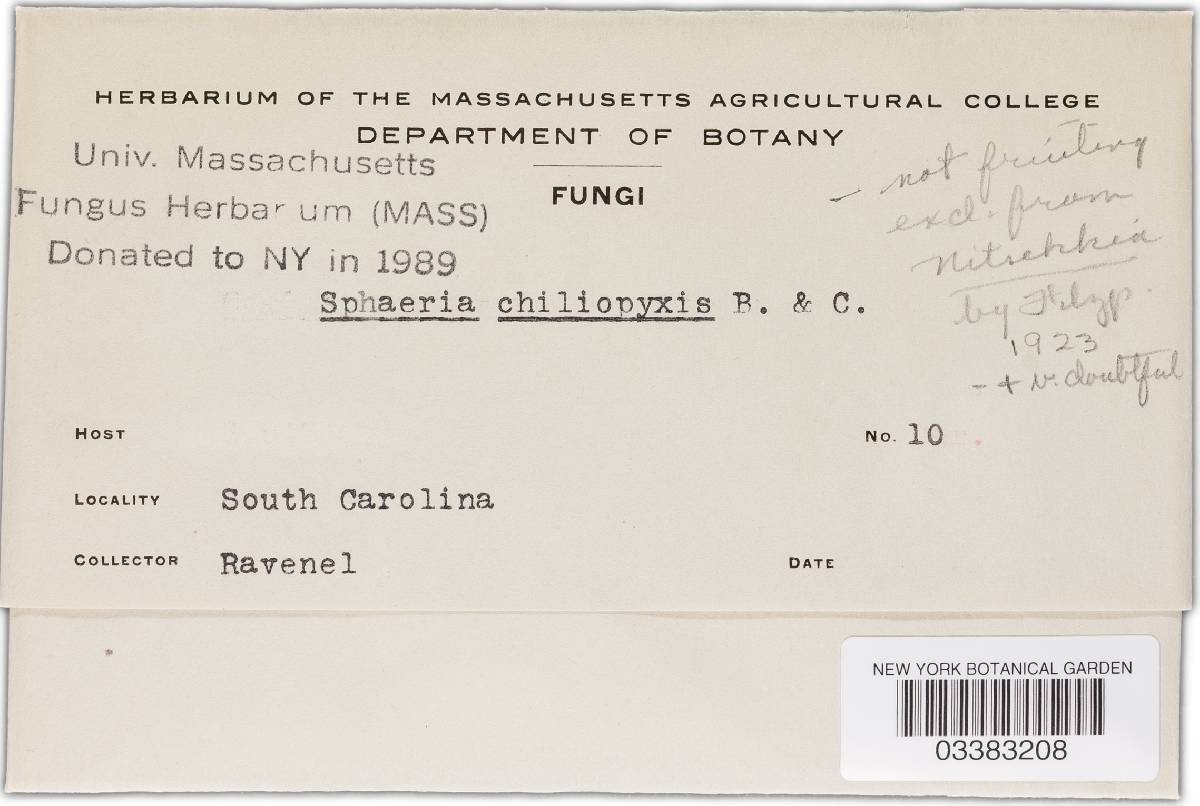 HERBARIUM OF THE MASSACHUSETTS AGRICULTURAL COLLEGE
DEPARTMENT OF BOTANY
Univ. Massachusetts
Fungus Herbar um (MASS)
Donated to NY in 1989
FUNGI
- not fruiting
excl. from
Nitschkia
by Fitzp.
1923
- + v. doubtful
Sphaeria chiliopyxis B. & C.
HOST
No. 10
LOCALITY South Carolina
COLLECTOR Ravenel
DATE
NEW YORK BOTANICAL GARDEN
03383208